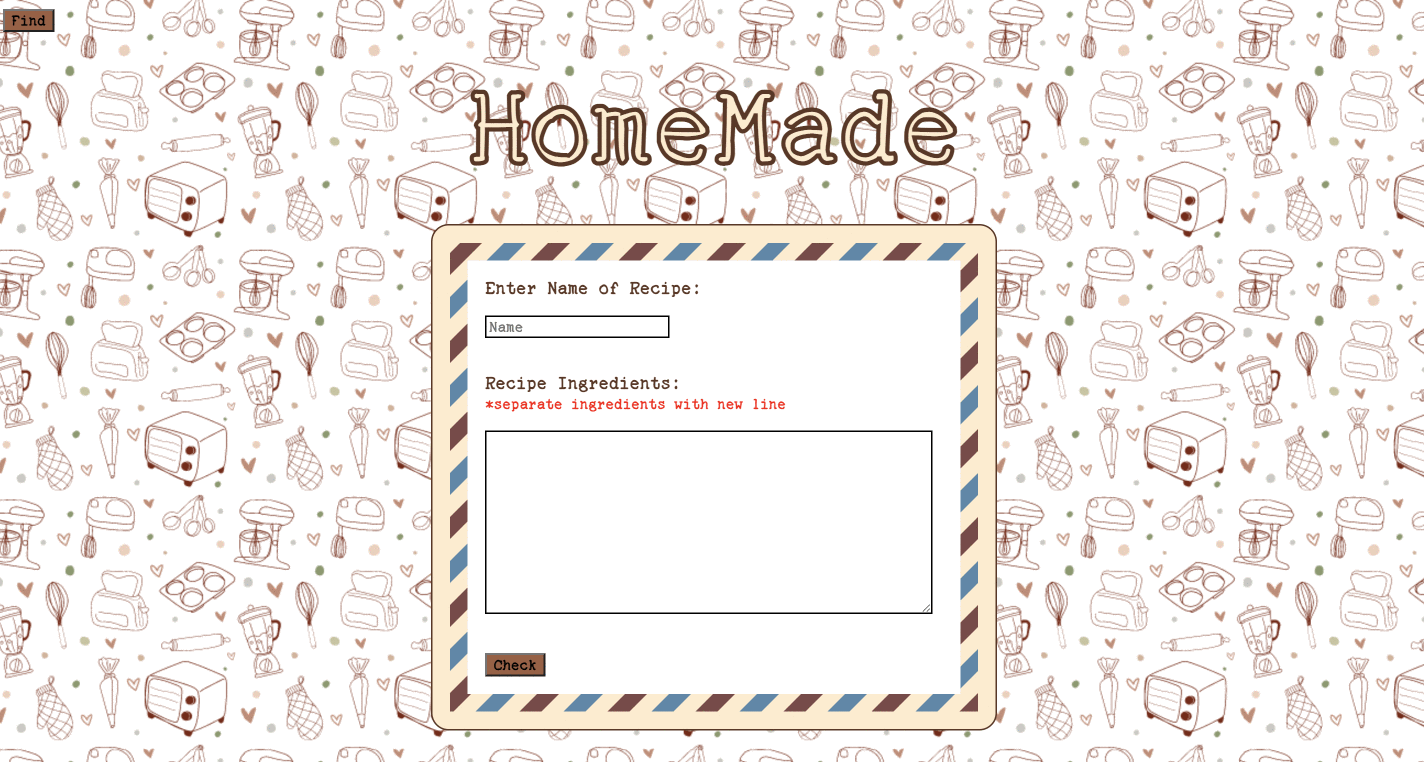 Find
HomeMade
Enter Name of Recipe:
Name
Recipe Ingredients:
*separate ingredients with new line
Check